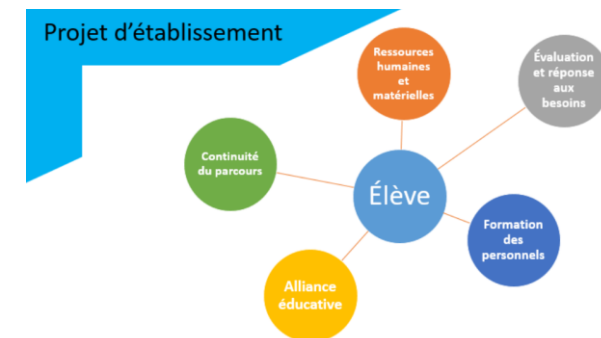 Projet d'établissement
Ressources
humaines
et
matérielles
Évaluation
et réponse
aux
besoins
Continuité
du parcours
Élève
Formation
des
personnels
Alliance
éducative